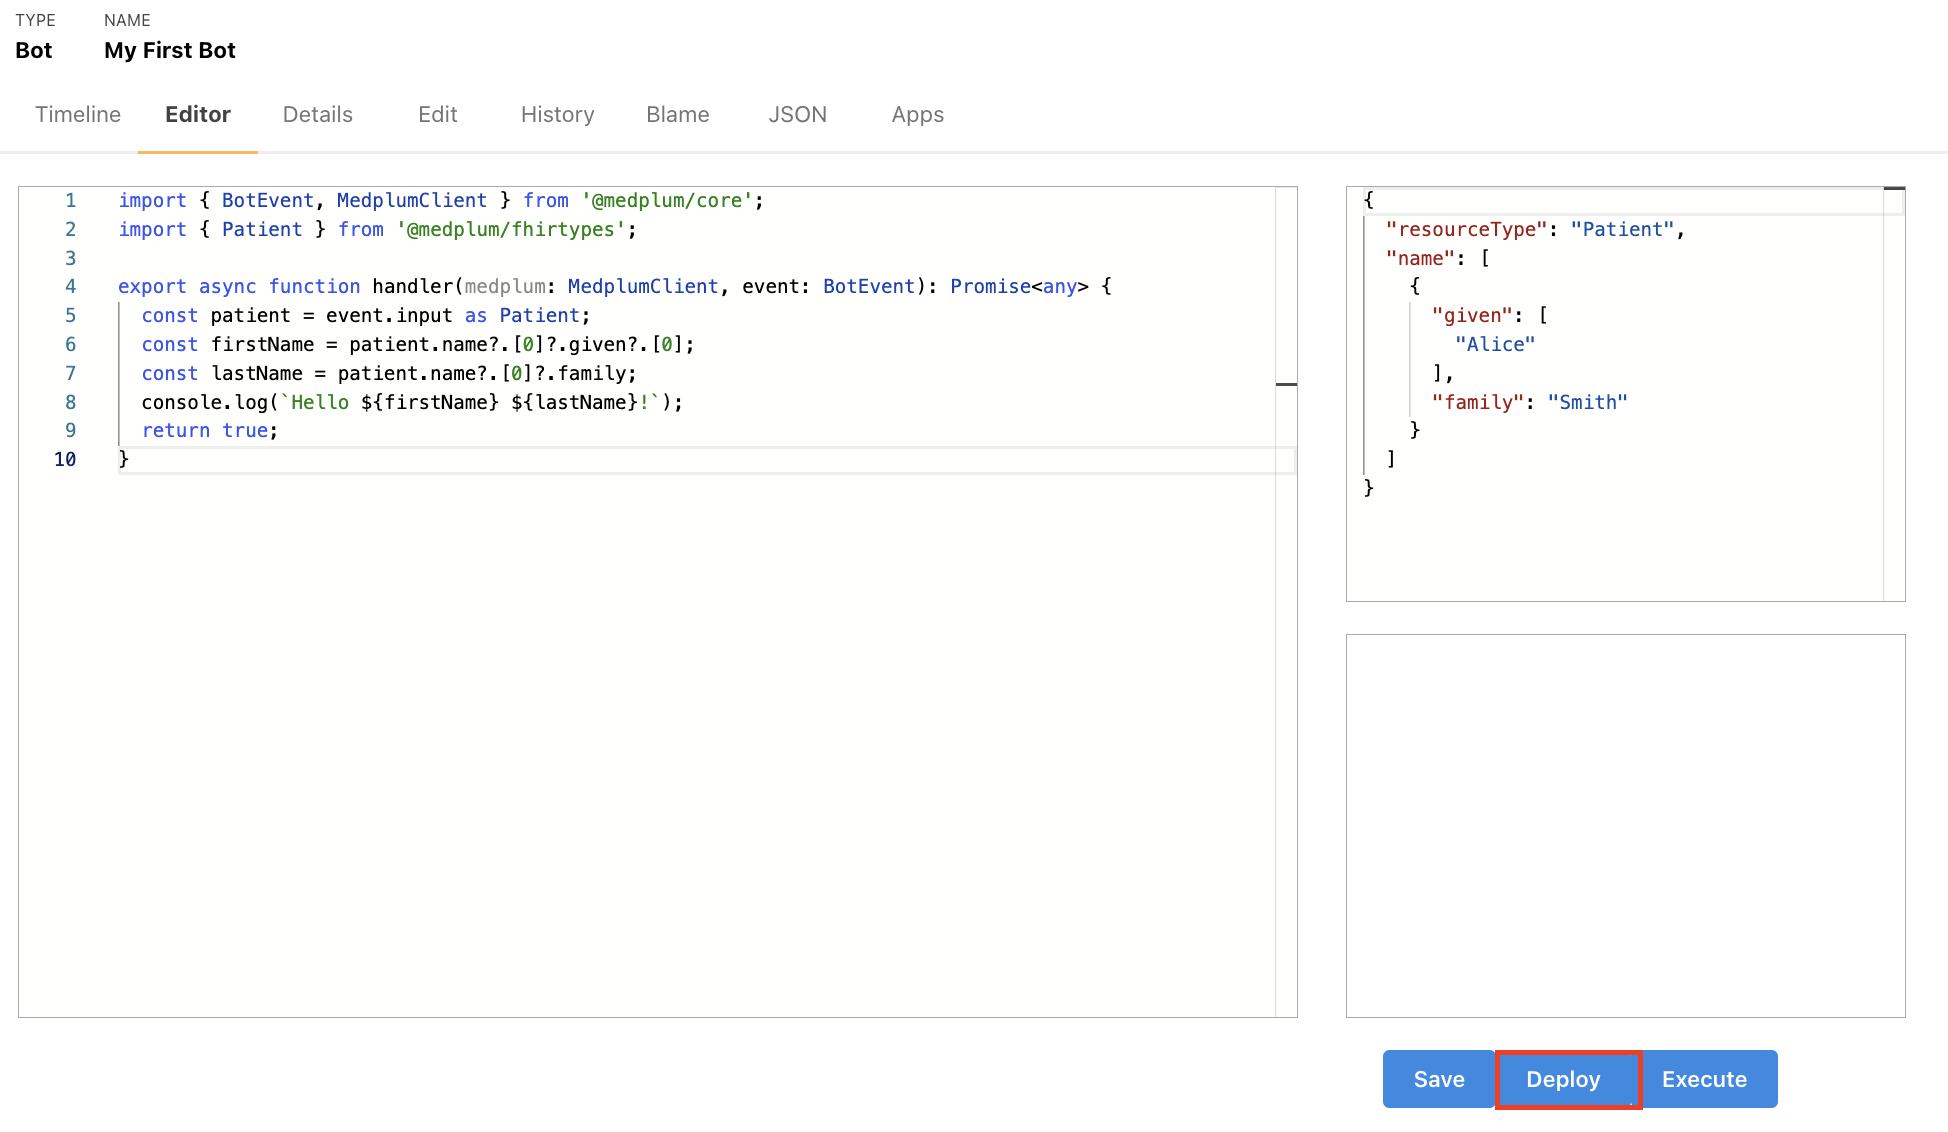 TYPE NAME
Bot My First Bot
Timeline Editor Details Edit History Blame JSON Apps
1 import { BotEvent, MedplumClient } from '@medplum/core';
2 import { Patient } from '@medplum/fhirtypes';
3
4 export async function handler(medplum: MedplumClient, event: BotEvent): Promise<any> {
5   const patient = event.input as Patient;
6   const firstName = patient.name?.[0]?.given?.[0];
7   const lastName = patient.name?.[0]?.family;
8   console.log(`Hello ${firstName} ${lastName}!`);
9   return true;
10 }
{
  "resourceType": "Patient",
  "name": [
    {
      "given": [
        "Alice"
      ],
      "family": "Smith"
    }
  ]
}
Save Deploy Execute